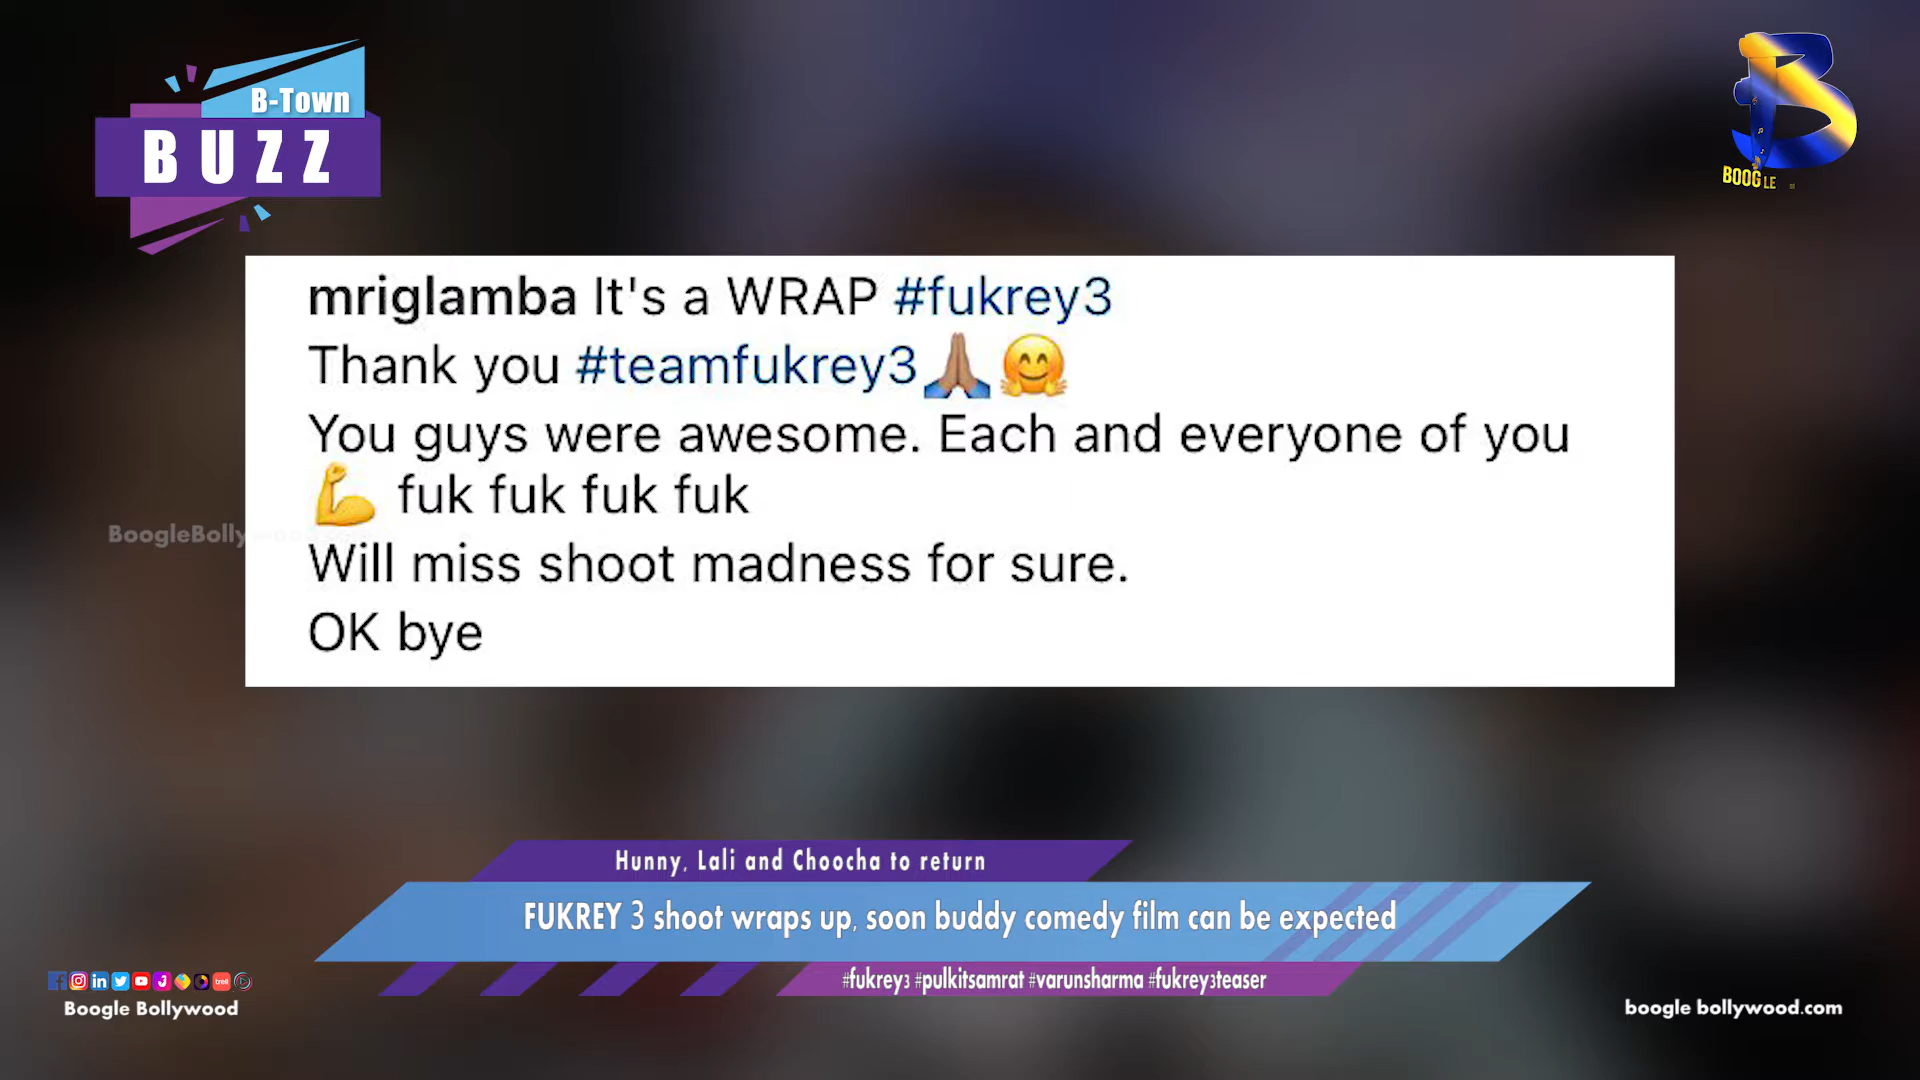 B-Town
BUZZ
BOOGLE
mriglamba It's a WRAP #fukrey3
Thank you #teamfukrey3🙏🏽🤗
You guys were awesome. Each and everyone of you
💪 fuk fuk fuk fuk
BoogleBollywood.com
Will miss shoot madness for sure.
OK bye
Hunny, Lali and Choocha to return
FUKREY 3 shoot wraps up, soon buddy comedy film can be expected
#fukrey3 #pulkitsamrat #varunsharma #fukrey3teaser
Boogle Bollywood
boogle bollywood.com